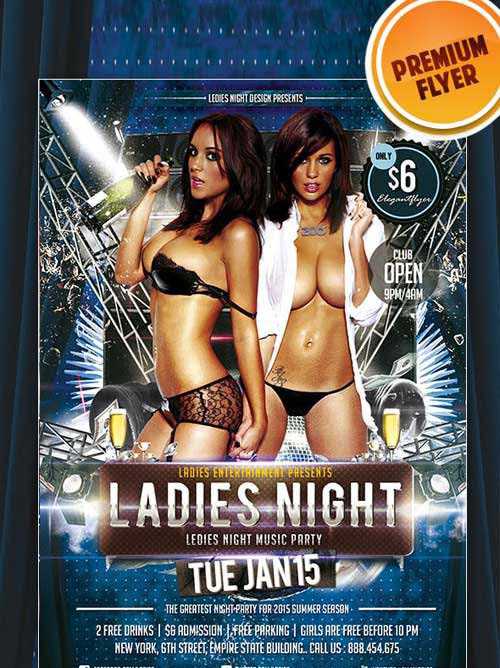 PREMIUM
FLYER
LEDIES NIGHT DESIGN PRESENTS
ONLY
$6
Elegantflyer
CLUB
OPEN
9PM/4AM
LADIES ENTERTAINMENT PRESENTS
LADIES NIGHT
LEDIES NIGHT MUSIC PARTY
TUE JAN 15
THE GREATEST NIGHT PARTY FOR 2015 SUMMER SEASON
2 FREE DRINKS | $6 ADMISSION | FREE PARKING | GIRLS ARE FREE BEFORE 10 PM
NEW YORK, 6TH STREET, EMPIRE STATE BUILDING.. CALL US : 888.454.675